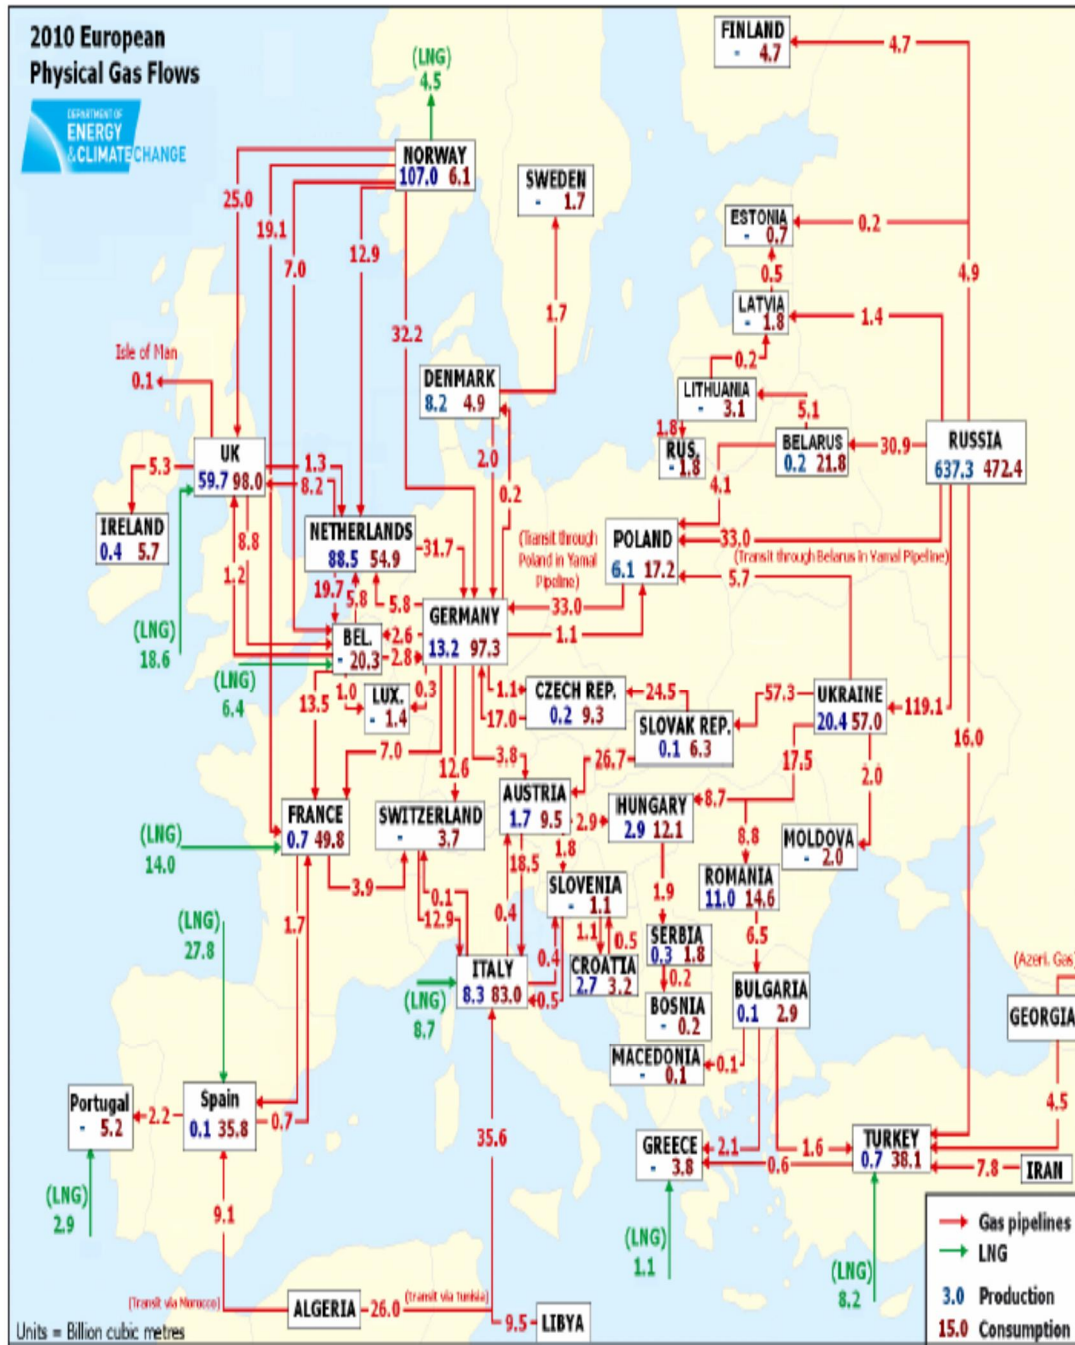 2010 European
Physical Gas Flows
DEPARTMENT OF
ENERGY
& CLIMATE CHANGE
(LNG)
4.5
FINLAND
- 4.7
4.7
NORWAY
107.0 6.1
SWEDEN
- 1.7
25.0
19.1
7.0
12.9
ESTONIA
- 0.7
0.2
0.5
4.9
LATVIA
- 1.8
1.4
1.7
32.2
0.2
Isle of Man
0.1
DENMARK
8.2 4.9
LITHUANIA
- 3.1
5.1
1.8
RUS.
- 1.8
BELARUS
0.2 21.8
30.9
RUSSIA
637.3 472.4
UK
59.7 98.0
5.3
1.3
8.2
2.0
0.2
4.1
IRELAND
0.4 5.7
NETHERLANDS
88.5 54.9
31.7
(Transit through
Poland in Yamal
Pipeline)
POLAND
6.1 17.2
33.0
(Transit through Belarus in Yamal Pipeline)
8.8
1.2
19.7
5.8
5.8
33.0
5.7
GERMANY
13.2 97.3
1.1
(LNG)
18.6
BEL.
- 20.3
2.6
2.8
(LNG)
6.4
13.5
1.0
LUX.
- 1.4
0.3
1.1
17.0
CZECH REP.
0.2 9.3
24.5
SLOVAK REP.
0.1 6.3
57.3
UKRAINE
20.4 57.0
119.1
16.0
7.0
12.6
3.8
26.7
17.5
2.0
FRANCE
0.7 49.8
SWITZERLAND
- 3.7
AUSTRIA
1.7 9.5
2.9
HUNGARY
2.9 12.1
8.7
8.8
MOLDOVA
- 2.0
(LNG)
14.0
3.9
18.5
1.8
SLOVENIA
- 1.1
1.9
ROMANIA
11.0 14.6
0.1
12.9
0.4
(LNG)
27.8
1.7
1.1
0.5
SERBIA
0.3 1.8
6.5
0.4
0.5
CROATIA
2.7 3.2
0.2
ITALY
8.3 83.0
(LNG)
8.7
BOSNIA
- 0.2
BULGARIA
0.1 2.9
(Azeri. Gas)
GEORGIA
MACEDONIA
- 0.1
0.1
Portugal
- 5.2
2.2
Spain
0.1 35.8
0.7
35.6
4.5
GREECE
- 3.8
2.1
0.6
1.6
TURKEY
0.7 38.1
7.8
IRAN
(LNG)
2.9
9.1
(LNG)
1.1
(LNG)
8.2
(Transit via Morocco)
ALGERIA
26.0
(transit via tunisia)
9.5
LIBYA
Gas pipelines
LNG
3.0 Production
15.0 Consumption
Units = Billion cubic metres